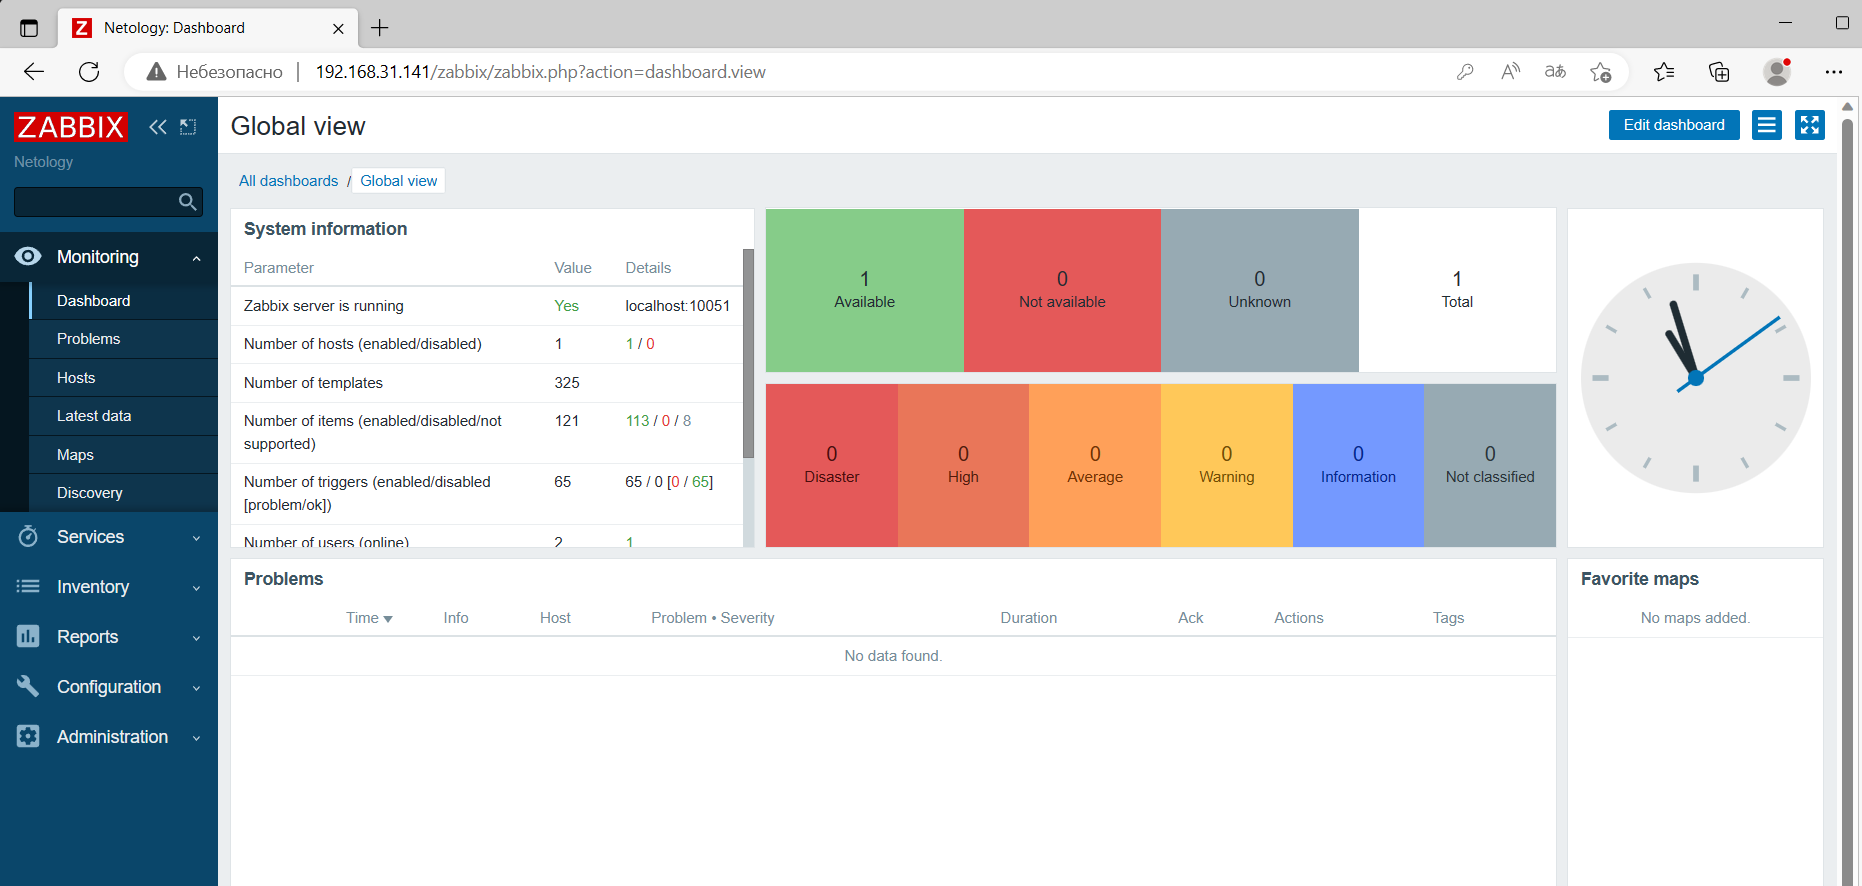 Netology: Dashboard
Небезопасно
192.168.31.141/zabbix/zabbix.php?action=dashboard.view
ZABBIX
Netology
Monitoring
Dashboard
Problems
Hosts
Latest data
Maps
Discovery
Services
Inventory
Reports
Configuration
Administration
Global view
Edit dashboard
All dashboards / Global view
System information
Parameter Value Details
Zabbix server is running Yes localhost:10051
Number of hosts (enabled/disabled) 1 1 / 0
Number of templates 325
Number of items (enabled/disabled/not 121 113 / 0 / 8
supported)
Number of triggers (enabled/disabled 65 65 / 0 [0 / 65]
[problem/ok])
Number of users (online) 2 1
1 0 0 1
Available Not available Unknown Total
0 0 0 0 0 0
Disaster High Average Warning Information Not classified
Problems
Time Info Host Problem • Severity Duration Ack Actions Tags
No data found.
Favorite maps
No maps added.